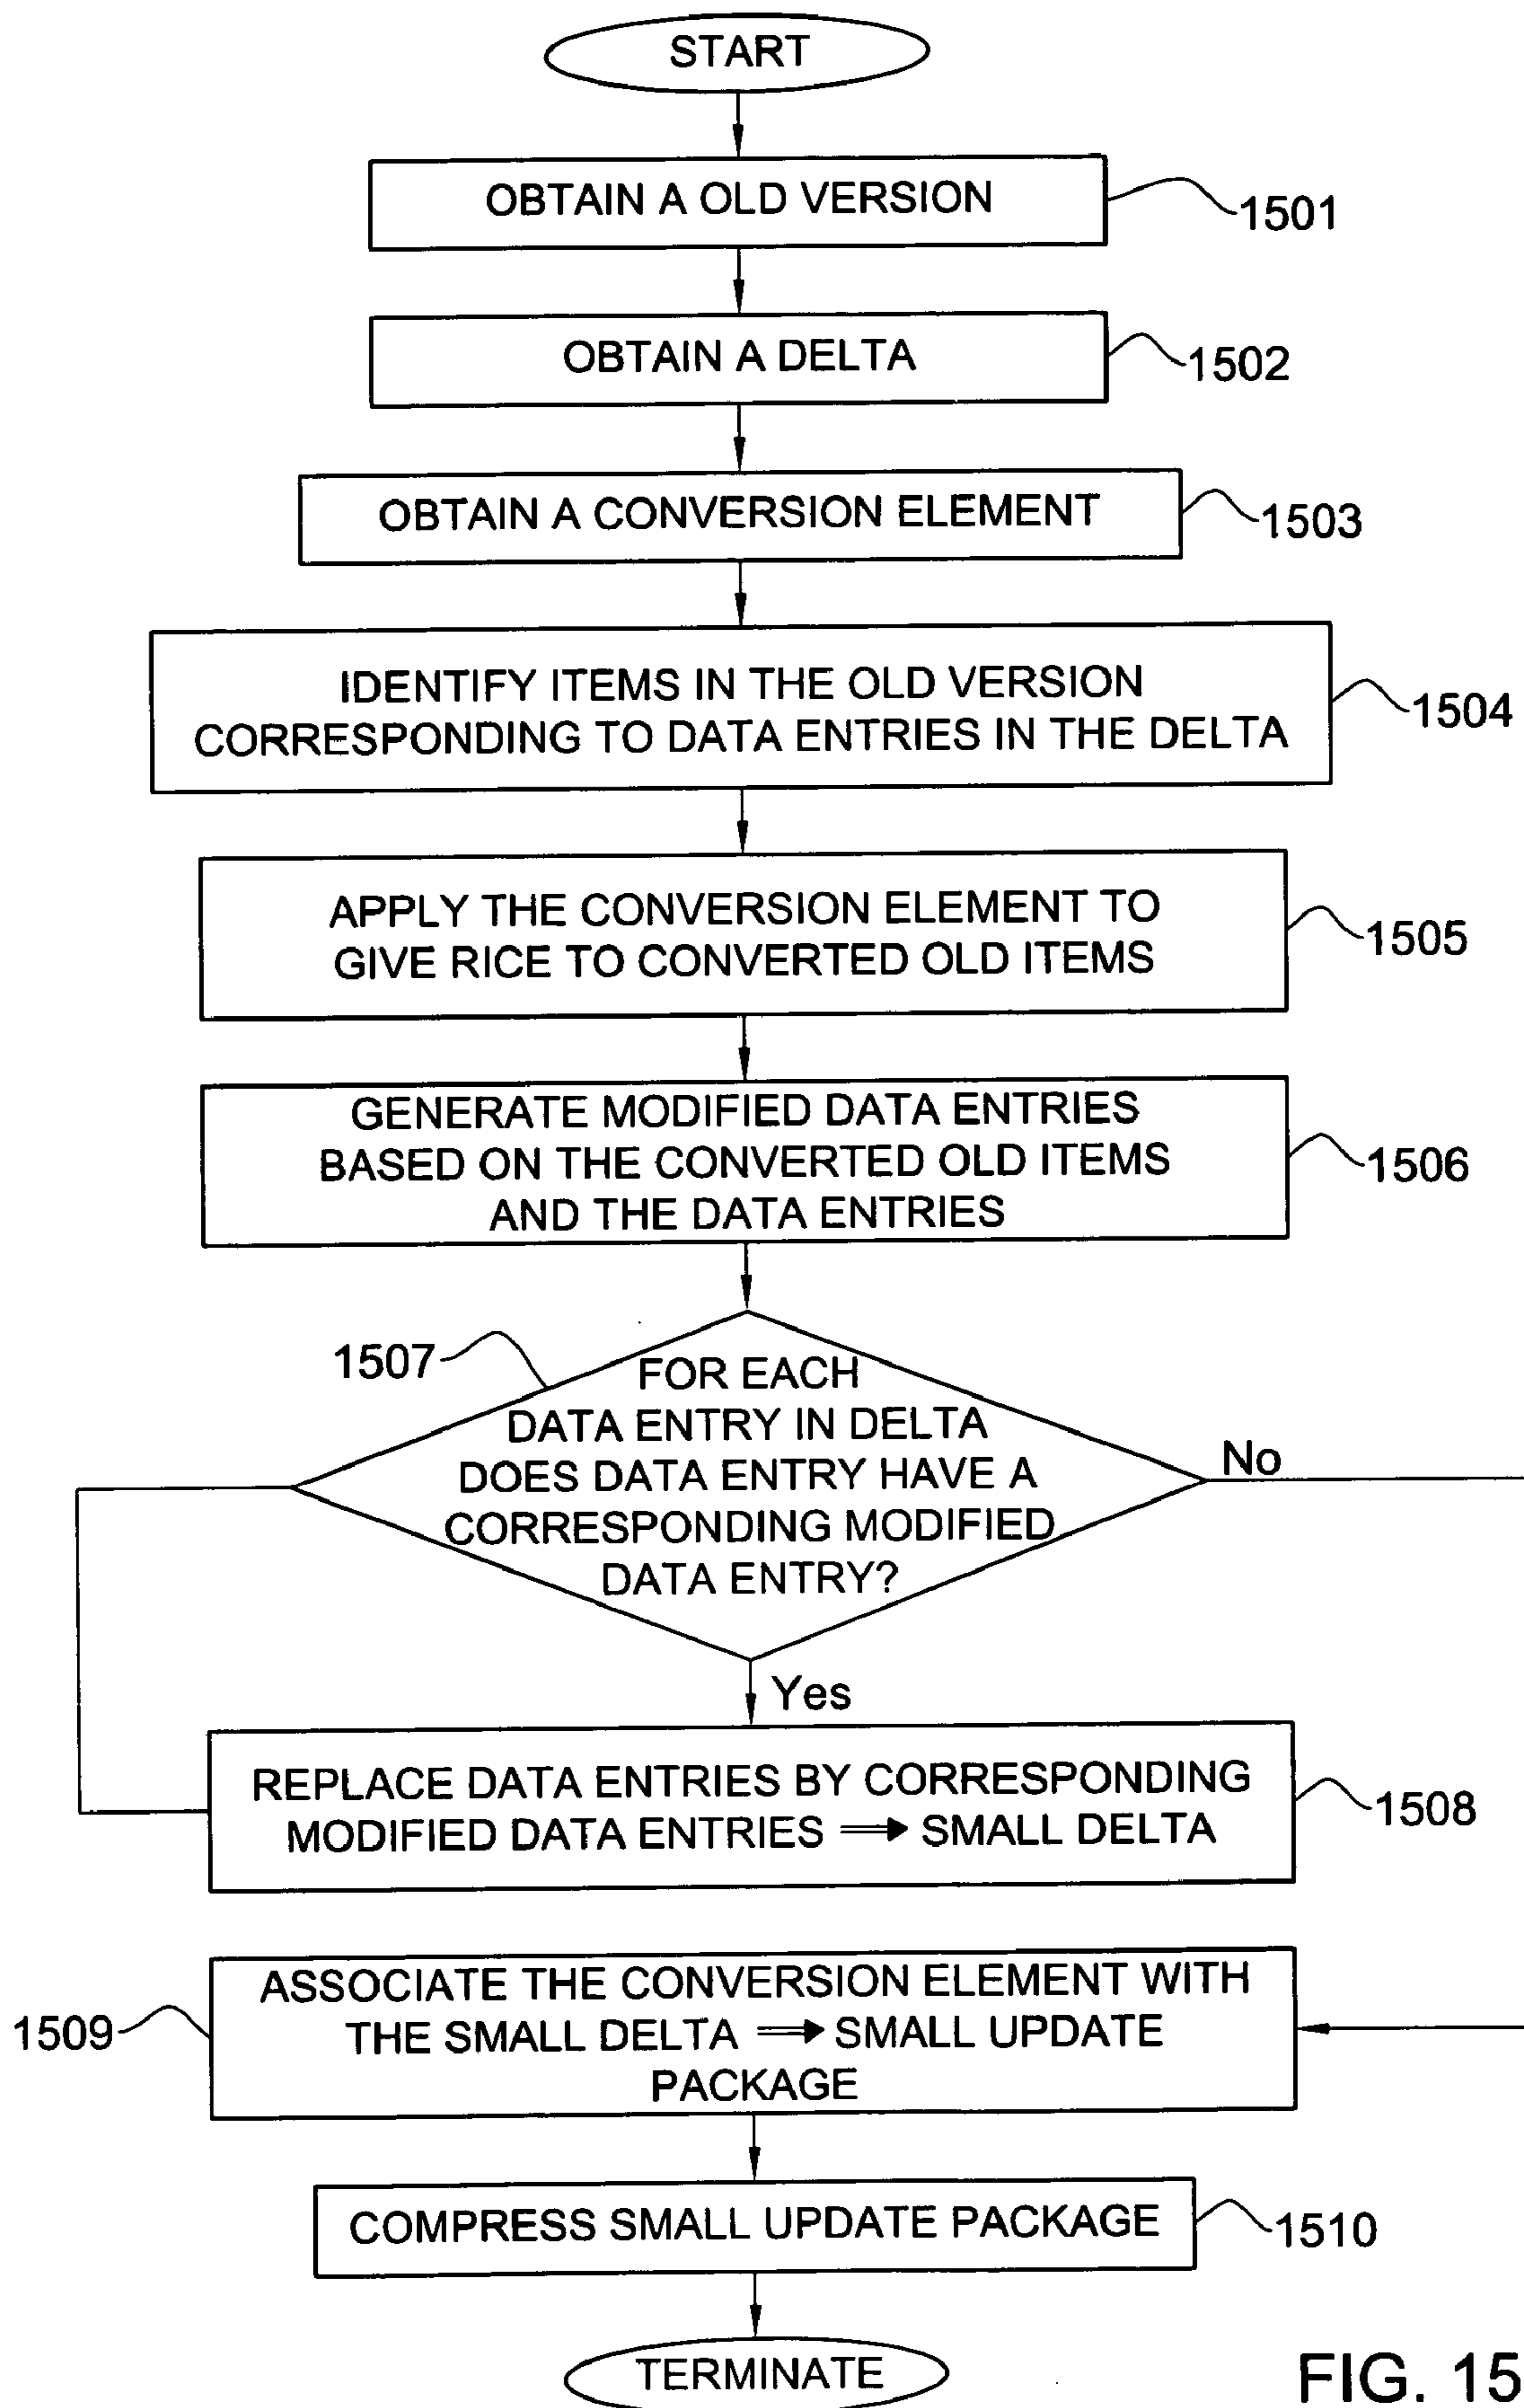 START
OBTAIN A OLD VERSION
1501
OBTAIN A DELTA
1502
OBTAIN A CONVERSION ELEMENT
1503
IDENTIFY ITEMS IN THE OLD VERSION
CORRESPONDING TO DATA ENTRIES IN THE DELTA
1504
APPLY THE CONVERSION ELEMENT TO
GIVE RICE TO CONVERTED OLD ITEMS
1505
GENERATE MODIFIED DATA ENTRIES
BASED ON THE CONVERTED OLD ITEMS
AND THE DATA ENTRIES
1506
1507
FOR EACH
DATA ENTRY IN DELTA
DOES DATA ENTRY HAVE A
CORRESPONDING MODIFIED
DATA ENTRY?
No
Yes
REPLACE DATA ENTRIES BY CORRESPONDING
MODIFIED DATA ENTRIES ⇒ SMALL DELTA
1508
ASSOCIATE THE CONVERSION ELEMENT WITH
THE SMALL DELTA ⇒ SMALL UPDATE
PACKAGE
1509
COMPRESS SMALL UPDATE PACKAGE
1510
TERMINATE
FIG. 15